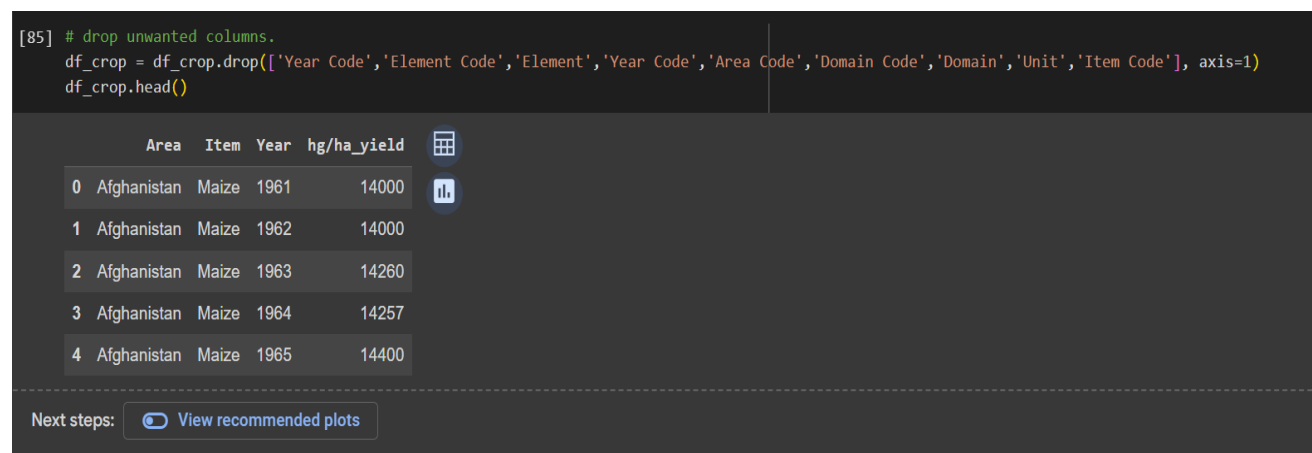 [85] # drop unwanted columns.
df_crop = df_crop.drop(['Year Code','Element Code','Element','Year Code','Area Code','Domain Code','Domain','Unit','Item Code'], axis=1)
df_crop.head()
Area Item Year hg/ha_yield
0 Afghanistan Maize 1961 14000
1 Afghanistan Maize 1962 14000
2 Afghanistan Maize 1963 14260
3 Afghanistan Maize 1964 14257
4 Afghanistan Maize 1965 14400
Next steps: View recommended plots